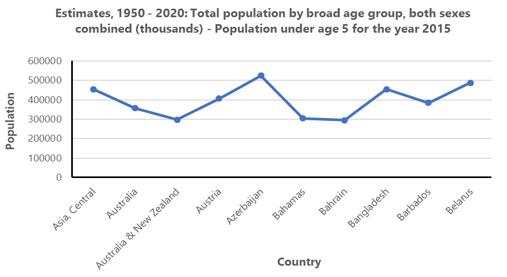 Estimates, 1950 - 2020: Total population by broad age group, both sexes
combined (thousands) - Population under age 5 for the year 2015
Population
600000
500000
400000
300000
200000
100000
0
Asia, Central
Australia
Australia & New Zealand
Austria
Azerbaijan
Bahamas
Bahrain
Bangladesh
Barbados
Belarus
Country